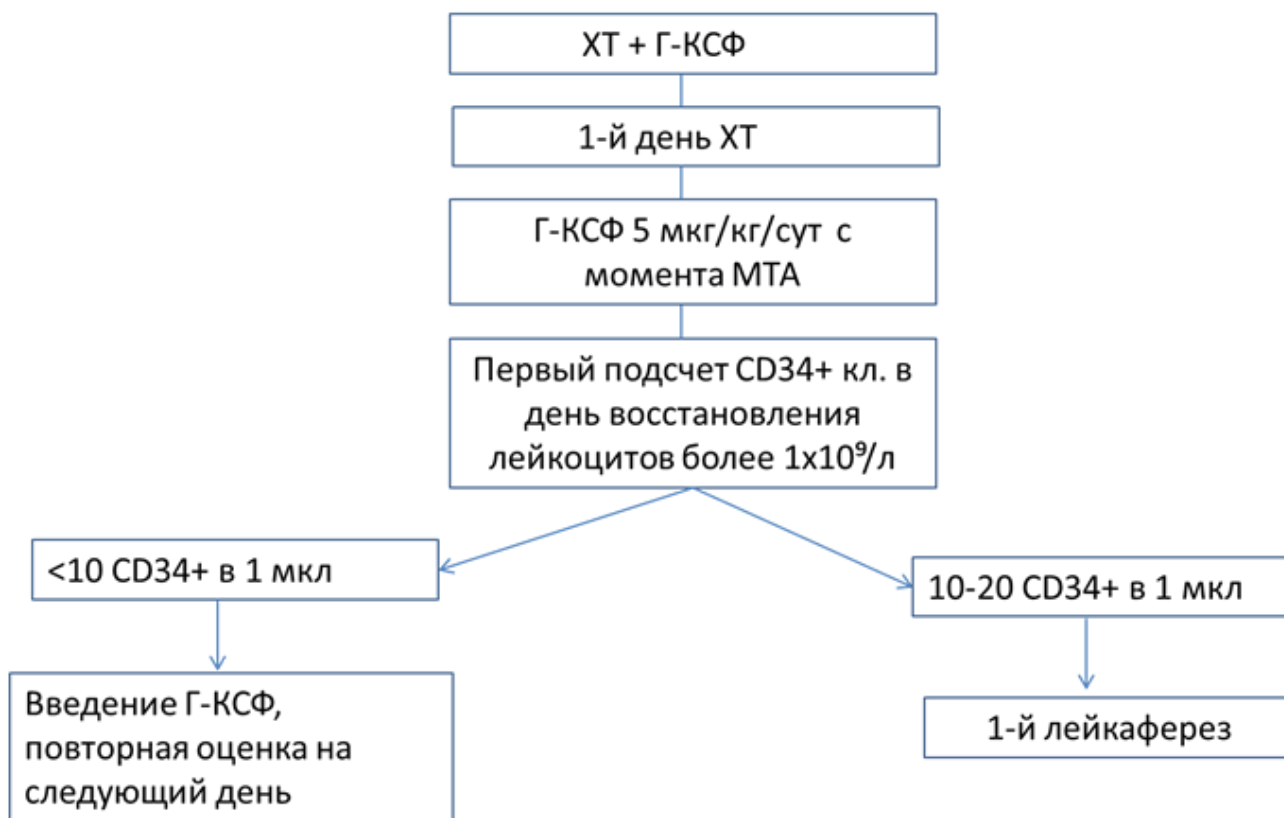 ХТ + Г-КСФ
1-й день ХТ
Г-КСФ 5 мкг/кг/сут с
момента МТА
Первый подсчет CD34+ кл. в
день восстановления
лейкоцитов более 1х10⁹/л
<10 CD34+ в 1 мкл
10-20 CD34+ в 1 мкл
Введение Г-КСФ,
повторная оценка на
следующий день
1-й лейкаферез